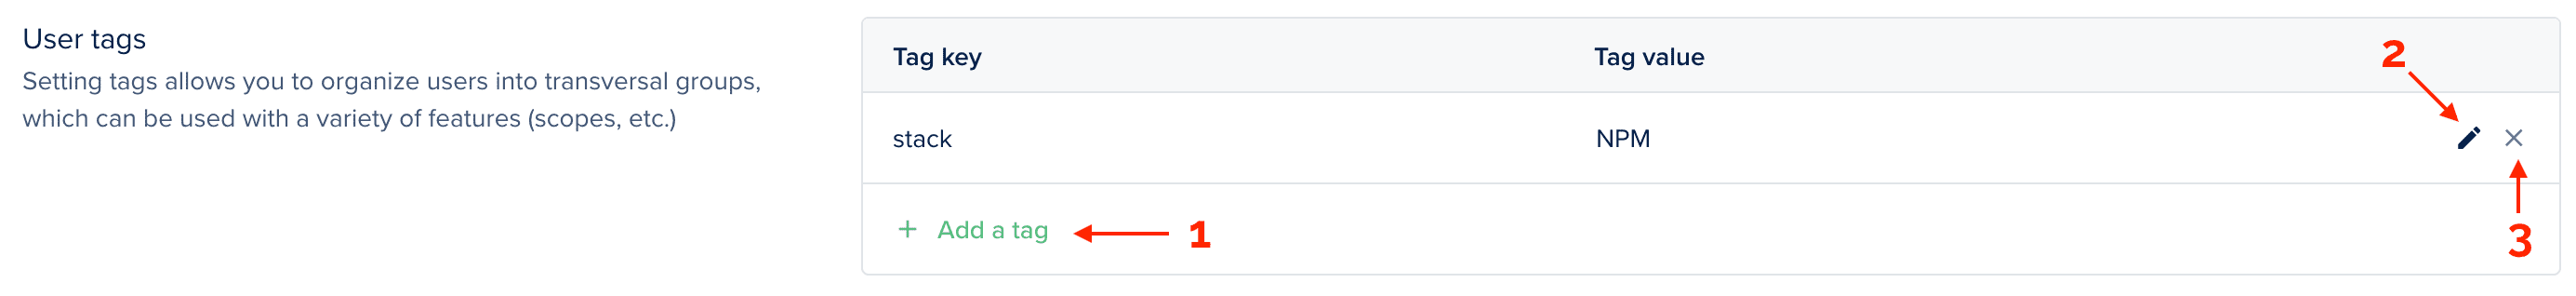 User tags
Setting tags allows you to organize users into transversal groups,
which can be used with a variety of features (scopes, etc.)
Tag key Tag value
2
stack NPM
+ Add a tag
1
3